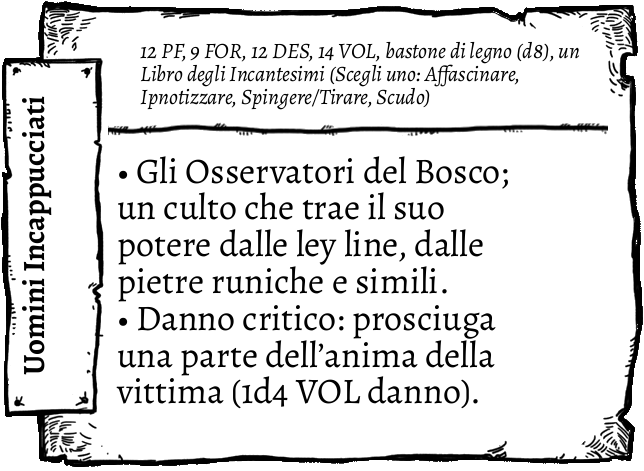 12 PF, 9 FOR, 12 DES, 14 VOL, bastone di legno (d8), un
Libro degli Incantesimi (Scegli uno: Affascinare,
Ipnotizzare, Spingere/Tirare, Scudo)
Uomini Incappucciati
• Gli Osservatori del Bosco;
un culto che trae il suo
potere dalle ley line, dalle
pietre runiche e simili.
• Danno critico: prosciuga
una parte dell’anima della
vittima (1d4 VOL danno).